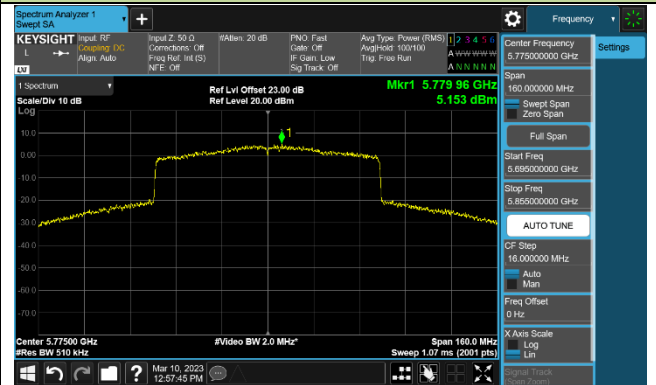 Spectrum Analyzer 1
Swept SA
Frequency
KEYSIGHT
Input: RF
Coupling: DC
Align: Auto
Input Z: 50 Ω
Corrections: Off
Freq Ref: Int (S)
NFE: Off
#Atten: 20 dB
PNO: Fast
Gate: Off
IF Gain: Low
Sig Track: Off
Avg Type: Power (RMS)
Avg|Hold: 100/100
Trig: Free Run
1 2 3 4 5 6
A W W W W W
A N N N N N
L
LXI
1 Spectrum
Scale/Div 10 dB
Log
Ref Lvl Offset 23.00 dB
Ref Level 20.00 dBm
Mkr1 5.779 96 GHz
5.153 dBm
1
10.0
0.00
-10.0
-20.0
-30.0
-40.0
-50.0
-60.0
-70.0
Center 5.77500 GHz
#Res BW 510 kHz
#Video BW 2.0 MHz*
Span 160.0 MHz
Sweep 1.07 ms (2001 pts)
Mar 10, 2023
12:57:45 PM
Center Frequency
5.775000000 GHz
Settings
Span
160.000000 MHz
Swept Span
Zero Span
Full Span
Start Freq
5.695000000 GHz
Stop Freq
5.855000000 GHz
AUTO TUNE
CF Step
16.000000 MHz
Auto
Man
Freq Offset
0 Hz
X Axis Scale
Log
Lin
Signal Track
(Span Zoom)